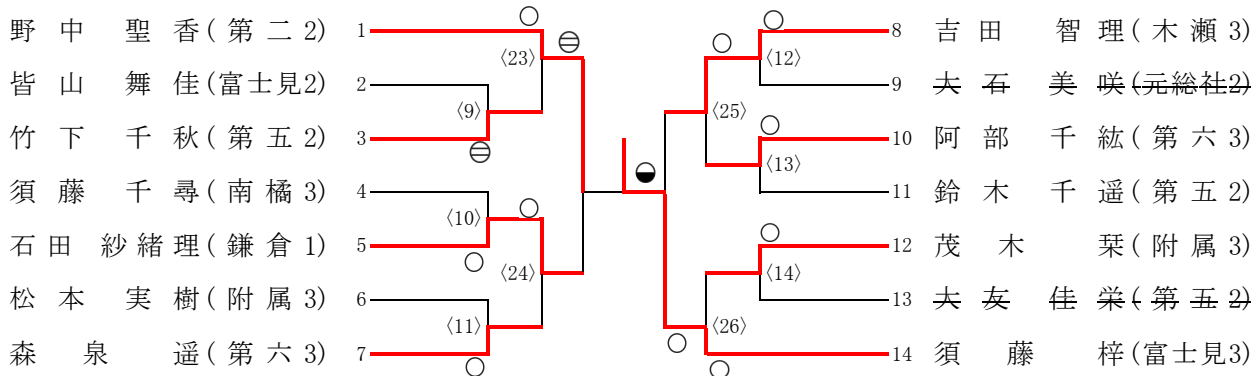 野中 聖香(第二2) 1
皆山 舞佳(富士見2) 2
竹下 千秋(第五2) 3
須藤 千尋(南橘3) 4
石田 紗緒理(鎌倉1) 5
松本 実樹(附属3) 6
森泉 遥(第六3) 7
〈23〉
〈9〉
〈10〉
〈24〉
〈11〉
〈12〉
〈25〉
〈13〉
〈14〉
〈26〉
8 吉田 智理(木瀬3)
9 大石 美咲(元総社2)
10 阿部 千紘(第六3)
11 鈴木 千遥(第五2)
12 茂木 栞(附属3)
13 大友 佳栄(第五2)
14 須藤 梓(富士見3)